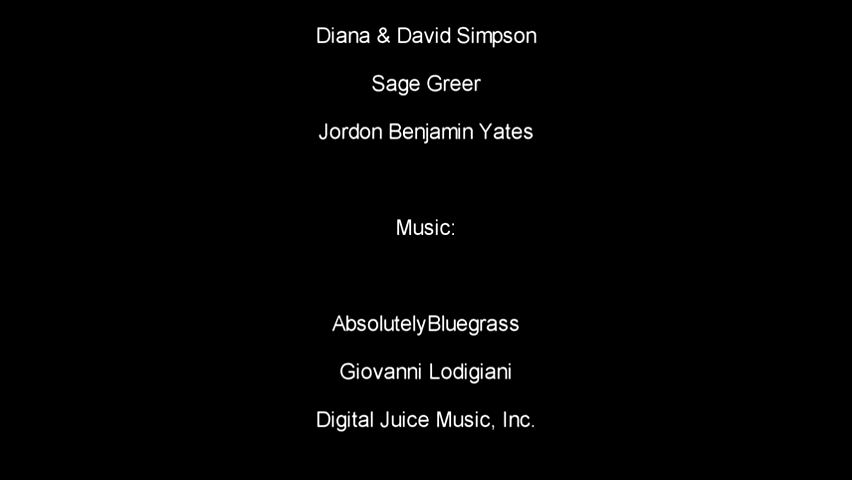 Diana & David Simpson
Sage Greer
Jordon Benjamin Yates
Music:
AbsolutelyBluegrass
Giovanni Lodigiani
Digital Juice Music, Inc.